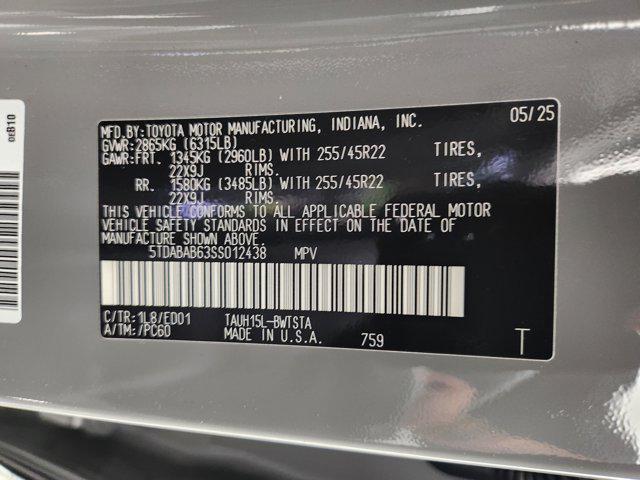 0EB10
MFD.BY:TOYOTA MOTOR MANUFACTURING, INDIANA, INC. 05/25
GVWR: 2865KG (6315LB)
GAWR:FRT. 1345KG (2960LB) WITH 255/45R22 TIRES,
22X9J RIMS.
RR. 1580KG (3485LB) WITH 255/45R22 TIRES,
22X9J RIMS.
THIS VEHICLE CONFORMS TO ALL APPLICABLE FEDERAL MOTOR
VEHICLE SAFETY STANDARDS IN EFFECT ON THE DATE OF
MANUFACTURE SHOWN ABOVE.
5TDABAB63SS012438 MPV
C/TR:1L8/ED01 TAUH15L-BWTSTA
A/TM:/PC60 MADE IN U.S.A. 759 T